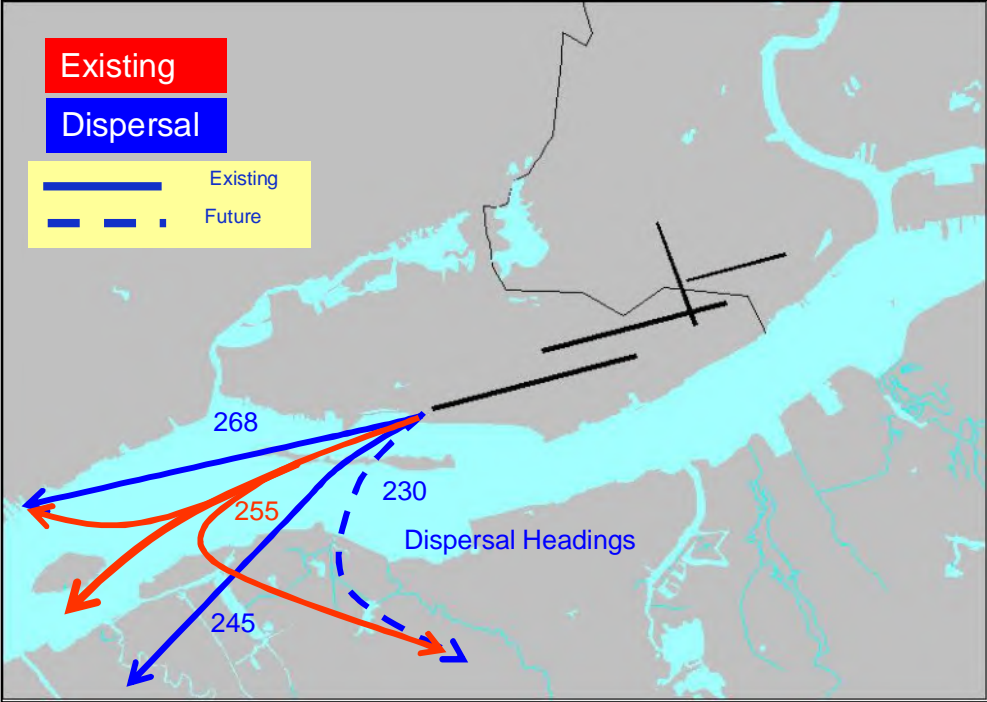 Existing
Dispersal
Existing
Future
268
255
230
Dispersal Headings
245